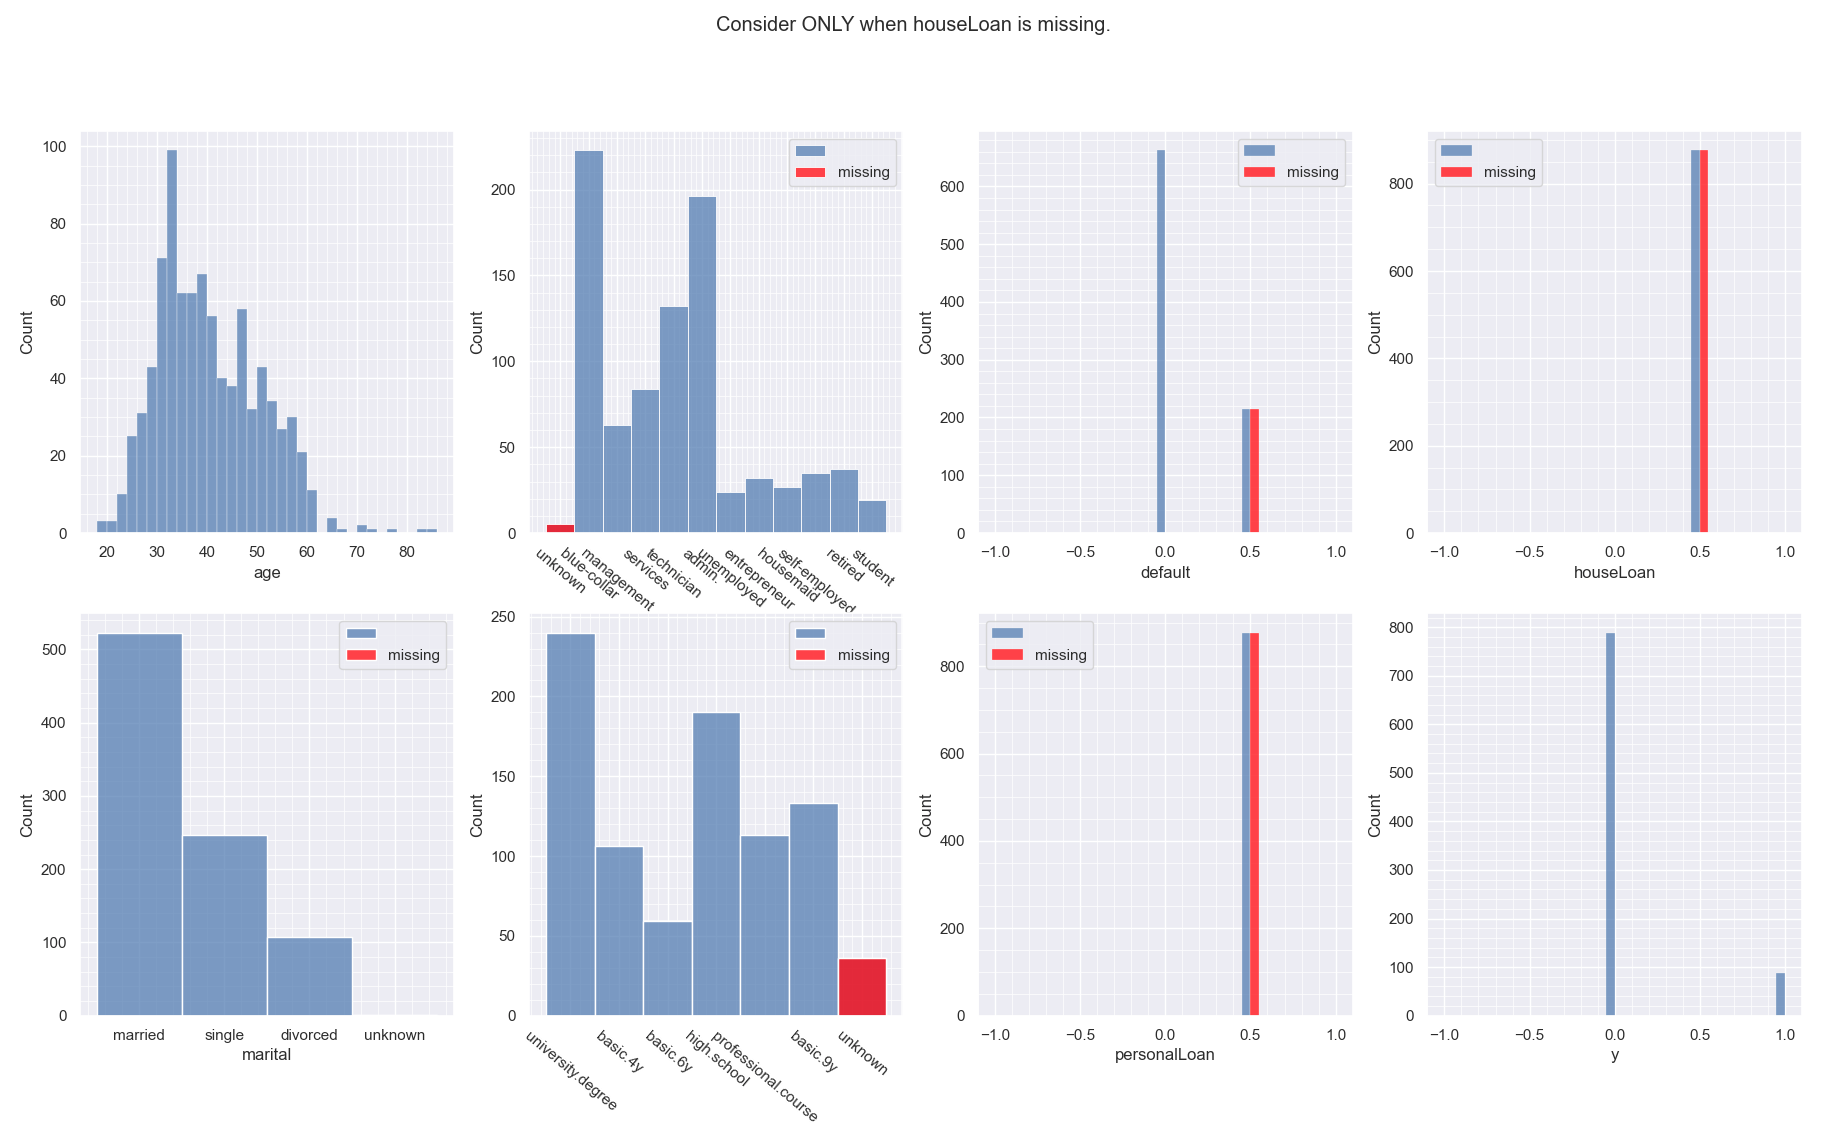 Consider ONLY when houseLoan is missing.
Count
100
80
60
40
20
0
20 30 40 50 60 70 80
age
Count
200
150
100
50
0
missing
unknown
blue-collar
management
services
technician
admin.
unemployed
entrepreneur
housemaid
self-employed
retired
student
Count
600
500
400
300
200
100
0
missing
−1.0 −0.5 0.0 0.5 1.0
default
Count
800
600
400
200
0
missing
−1.0 −0.5 0.0 0.5 1.0
houseLoan
Count
500
400
300
200
100
0
missing
married single divorced unknown
marital
Count
250
200
150
100
50
0
missing
university.degree
basic.4y
basic.6y
high.school
professional.course
basic.9y
unknown
Count
800
600
400
200
0
missing
−1.0 −0.5 0.0 0.5 1.0
personalLoan
Count
800
700
600
500
400
300
200
100
0
−1.0 −0.5 0.0 0.5 1.0
y